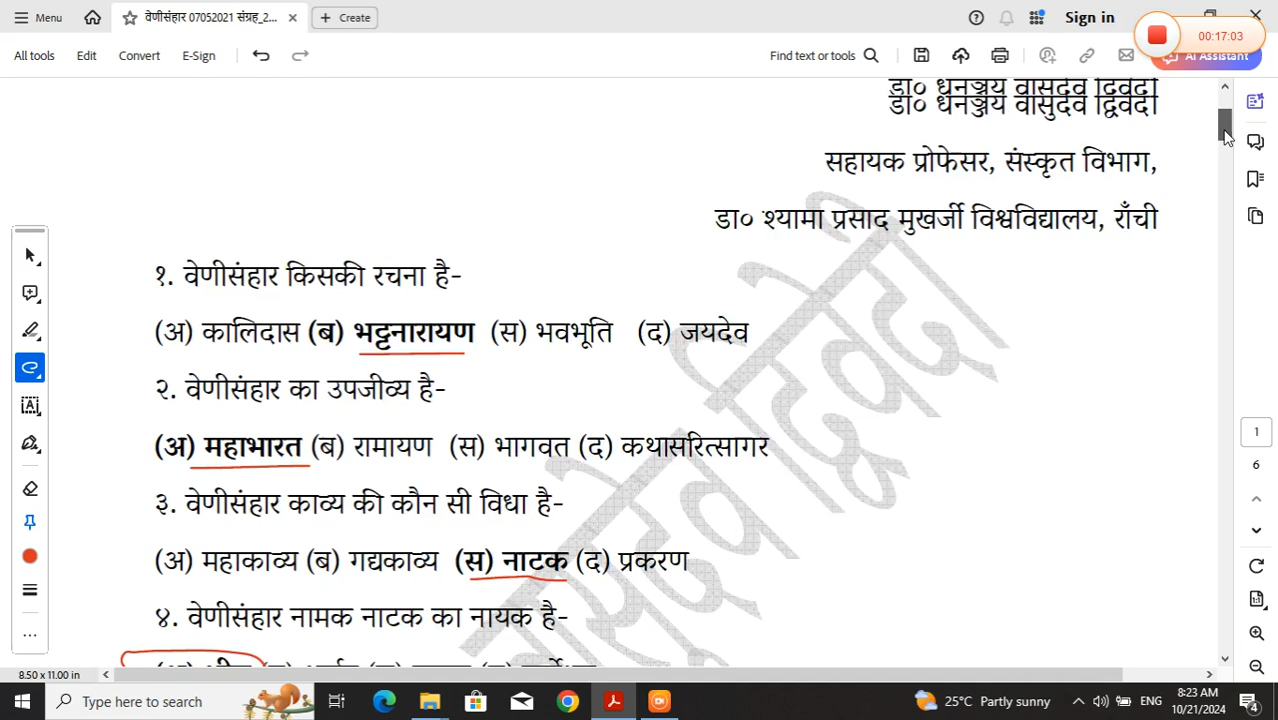 Menu
वेणीसंहार 07052021 संग्रह_2...
Create
Sign in
00:17:03
All tools
Edit
Convert
E-Sign
Find text or tools
AI Assistant
डा० धनञ्जय वासुदेव द्विवेदी
डा० धनञ्जय वासुदेव द्विवेदी
सहायक प्रोफेसर, संस्कृत विभाग,
डा० श्यामा प्रसाद मुखर्जी विश्वविद्यालय, राँची
१. वेणीसंहार किसकी रचना है-
(अ) कालिदास (ब) भट्टनारायण (स) भवभूति (द) जयदेव
२. वेणीसंहार का उपजीव्य है-
(अ) महाभारत (ब) रामायण (स) भागवत (द) कथासरित्सागर
३. वेणीसंहार काव्य की कौन सी विधा है-
(अ) महाकाव्य (ब) गद्यकाव्य (स) नाटक (द) प्रकरण
४. वेणीसंहार नामक नाटक का नायक है-
वासुदेव द्विवेदी
1
6
8.50 x 11.00 in
Type here to search
25°C Partly sunny
ENG
8:23 AM
10/21/2024
4